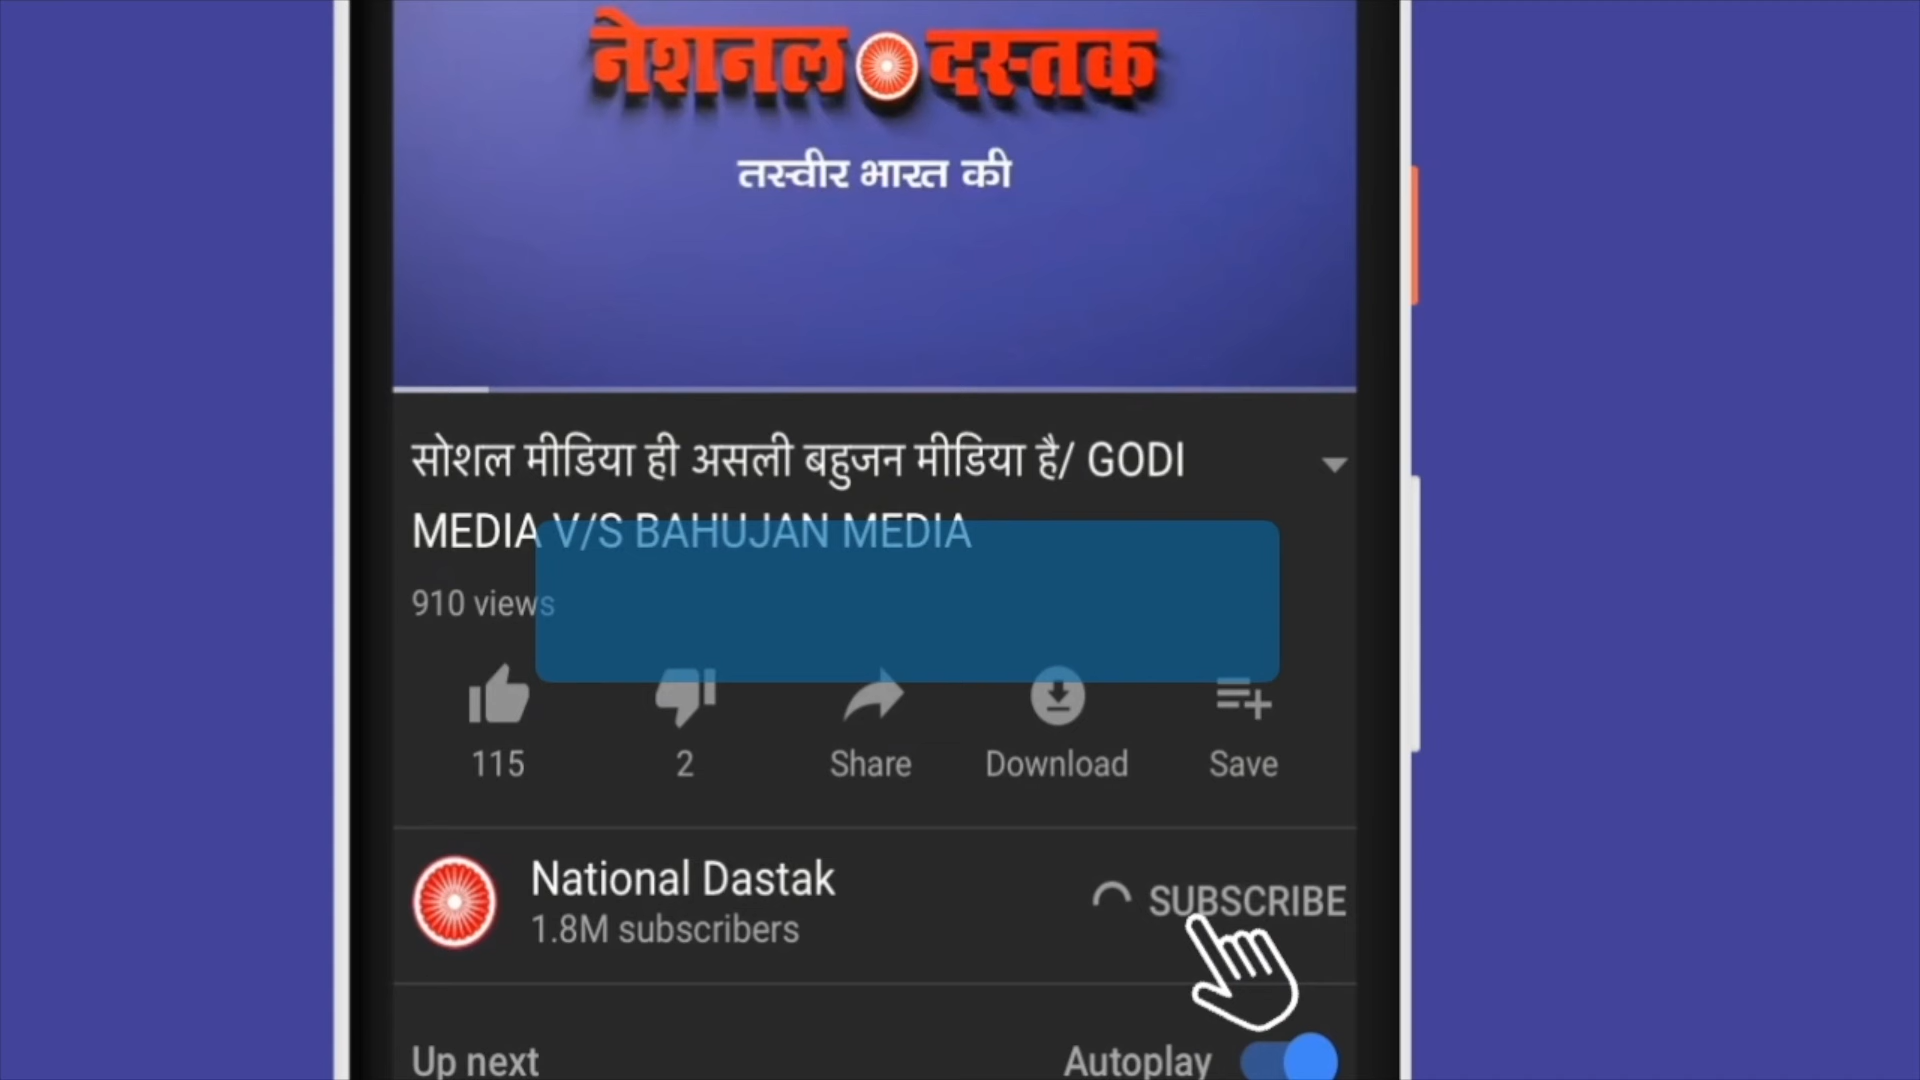 नेशनल दस्तक
तस्वीर भारत की
सोशल मीडिया ही असली बहुजन मीडिया है/ GODI
MEDIA V/S BAHUJAN MEDIA
910 views
115
2
Share
Download
Save
National Dastak
1.8M subscribers
SUBSCRIBE
Up next
Autoplay